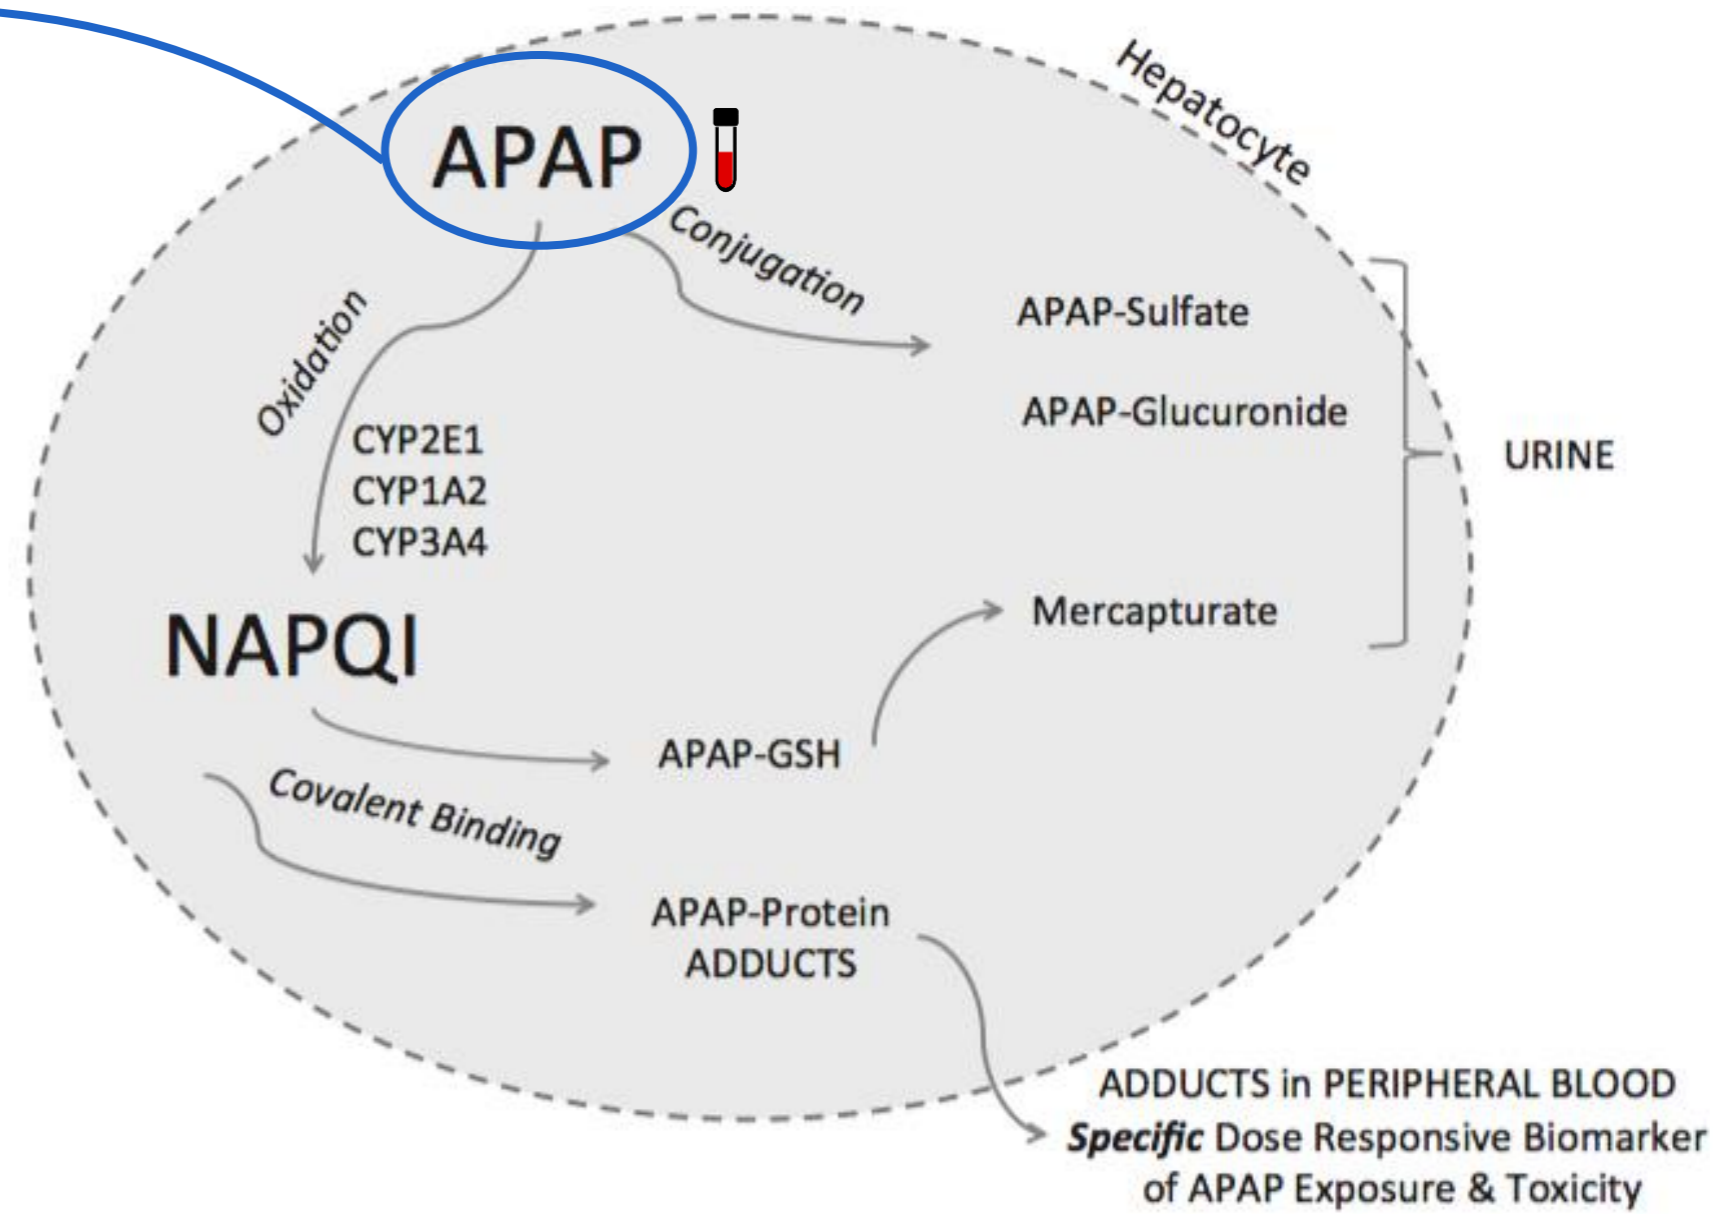 Hepatocyte
APAP
Conjugation
Oxidation
APAP-Sulfate
APAP-Glucuronide
URINE
CYP2E1
CYP1A2
CYP3A4
NAPQI
Mercapturate
APAP-GSH
Covalent Binding
APAP-Protein
ADDUCTS
ADDUCTS in PERIPHERAL BLOOD
Specific Dose Responsive Biomarker
of APAP Exposure & Toxicity